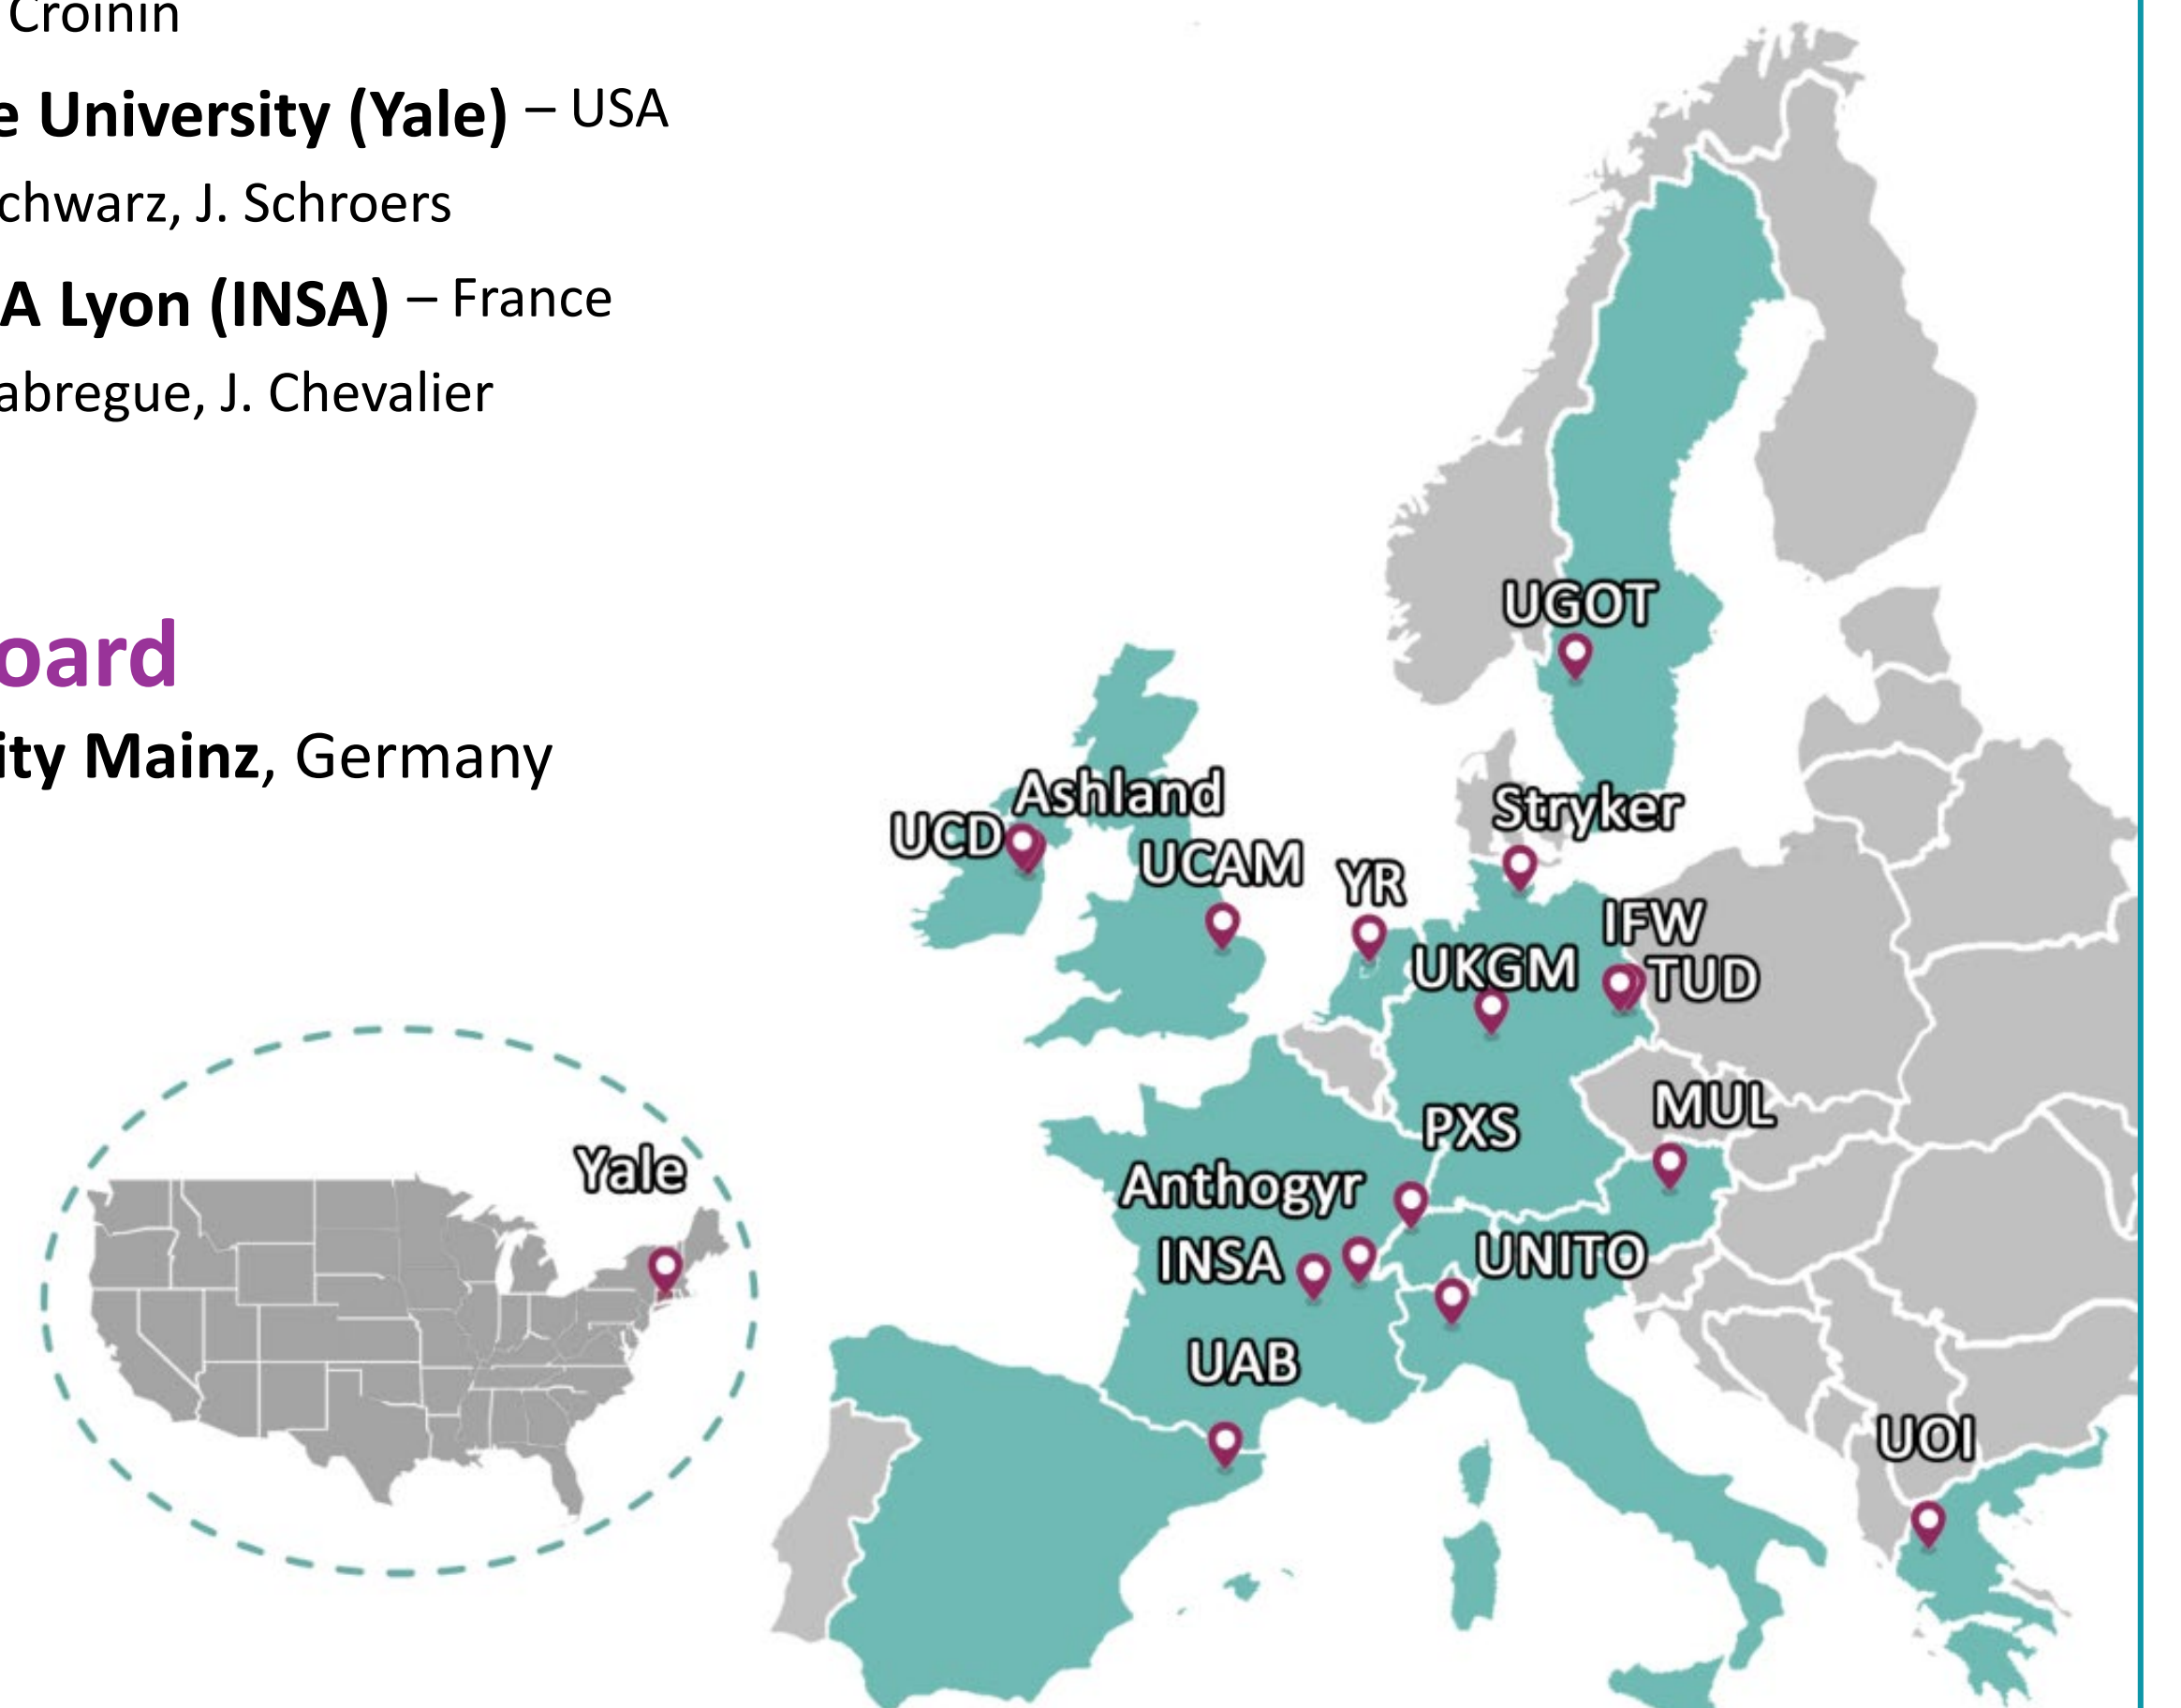 Croinin
e University (Yale) – USA
chwarz, J. Schroers
A Lyon (INSA) – France
abregue, J. Chevalier
oard
ity Mainz, Germany
UGOT
Ashland
Stryker
UCD
UCAM
YR
IFW
UKGM
TUD
MUL
PXS
Yale
Anthogyr
INSA
UNITO
UAB
UOI